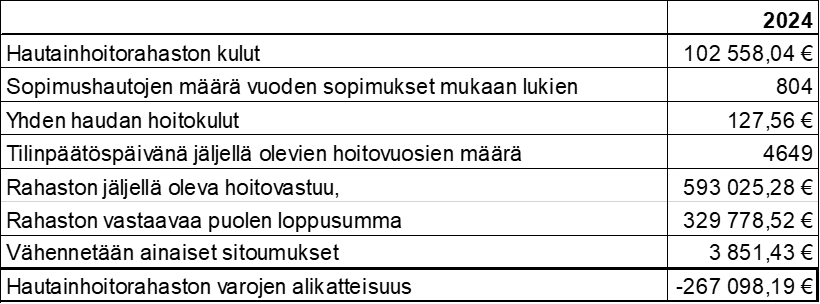 2024
Hautainhoitorahaston kulut 102 558,04 €
Sopimushautojen määrä vuoden sopimukset mukaan lukien 804
Yhden haudan hoitokulut 127,56 €
Tilinpäätöspäivänä jäljellä olevien hoitovuosien määrä 4649
Rahaston jäljellä oleva hoitovastuu, 593 025,28 €
Rahaston vastaavaa puolen loppusumma 329 778,52 €
Vähennetään ainaiset sitoumukset 3 851,43 €
Hautainhoitorahaston varojen alikatteisuus -267 098,19 €